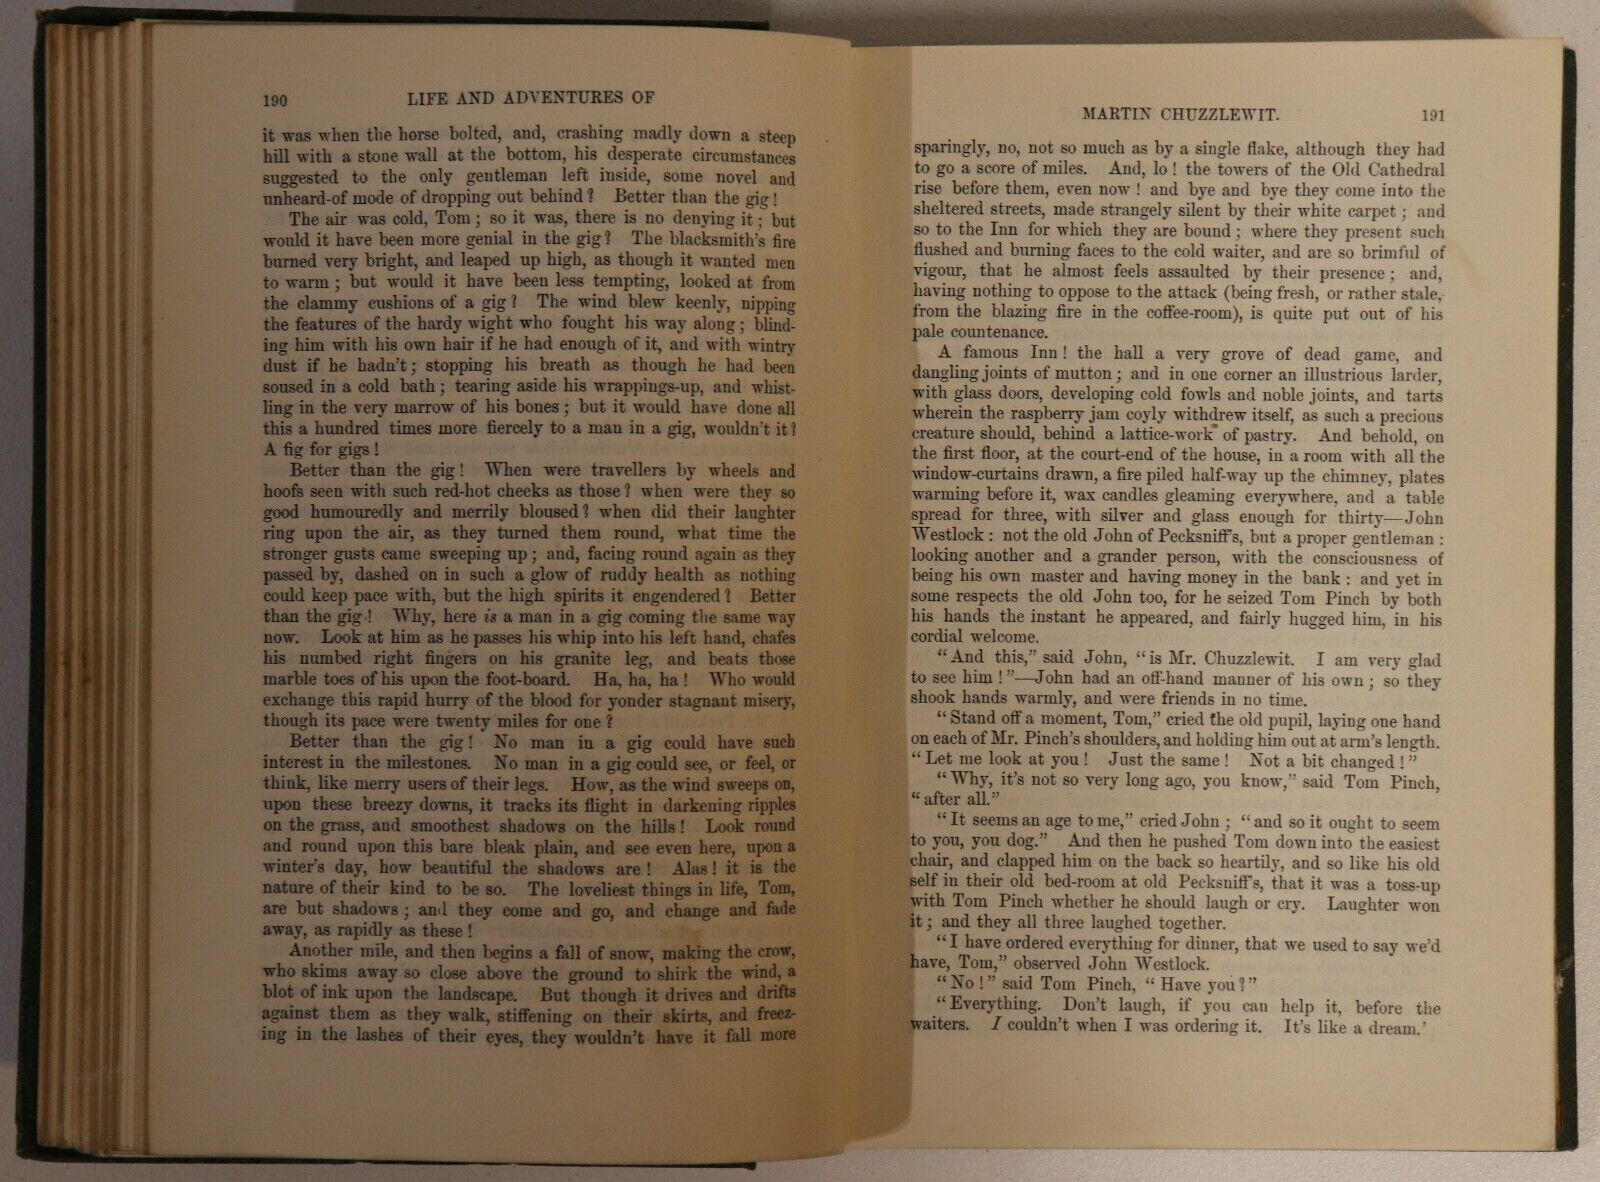 190 LIFE AND ADVENTURES OF
it was when the horse bolted, and, crashing madly down a steep
hill with a stone wall at the bottom, his desperate circumstances
suggested to the only gentleman left inside, some novel and
unheard-of mode of dropping out behind? Better than the gig!
The air was cold, Tom; so it was, there is no denying it; but
would it have been more genial in the gig? The blacksmith's fire
burned very bright, and leaped up high, as though it wanted men
to warm; but would it have been less tempting, looked at from
the clammy cushions of a gig? The wind blew keenly, nipping
the features of the hardy wight who fought his way along; blind-
ing him with his own hair if he had enough of it, and with wintry
dust if he hadn't; stopping his breath as though he had been
soused in a cold bath; tearing aside his wrappings-up, and whist-
ling in the very marrow of his bones; but it would have done all
this a hundred times more fiercely to a man in a gig, wouldn't it?
A fig for gigs!
Better than the gig! When were travellers by wheels and
hoofs seen with such red-hot cheeks as those? when were they so
good humouredly and merrily bloused? when did their laughter
ring upon the air, as they turned them round, what time the
stronger gusts came sweeping up; and, facing round again as they
passed by, dashed on in such a glow of ruddy health as nothing
could keep pace with, but the high spirits it engendered? Better
than the gig! Why, here is a man in a gig coming the same way
now. Look at him as he passes his whip into his left hand, chafes
his numbed right fingers on his granite leg, and beats those
marble toes of his upon the foot-board. Ha, ha, ha! Who would
exchange this rapid hurry of the blood for yonder stagnant misery,
though its pace were twenty miles for one?
Better than the gig! No man in a gig could have such
interest in the milestones. No man in a gig could see, or feel, or
think, like merry users of their legs. How, as the wind sweeps on,
upon these breezy downs, it tracks its flight in darkening ripples
on the grass, and smoothest shadows on the hills! Look round
and round upon this bare bleak plain, and see even here, upon a
winter's day, how beautiful the shadows are! Alas! it is the
nature of their kind to be so. The loveliest things in life, Tom,
are but shadows; and they come and go, and change and fade
away, as rapidly as these!
Another mile, and then begins a fall of snow, making the crow,
who skims away so close above the ground to shirk the wind, a
blot of ink upon the landscape. But though it drives and drifts
against them as they walk, stiffening on their skirts, and freez-
ing in the lashes of their eyes, they wouldn't have it fall more
MARTIN CHUZZLEWIT. 191
sparingly, no, not so much as by a single flake, although they had
to go a score of miles. And, lo! the towers of the Old Cathedral
rise before them, even now! and bye and bye they come into the
sheltered streets, made strangely silent by their white carpet; and
so to the Inn for which they are bound; where they present such
flushed and burning faces to the cold waiter, and are so brimful of
vigour, that he almost feels assaulted by their presence; and,
having nothing to oppose to the attack (being fresh, or rather stale,
from the blazing fire in the coffee-room), is quite put out of his
pale countenance.
A famous Inn! the hall a very grove of dead game, and
dangling joints of mutton; and in one corner an illustrious larder,
with glass doors, developing cold fowls and noble joints, and tarts
wherein the raspberry jam coyly withdrew itself, as such a precious
creature should, behind a lattice-work of pastry. And behold, on
the first floor, at the court-end of the house, in a room with all the
window-curtains drawn, a fire piled half-way up the chimney, plates
warming before it, wax candles gleaming everywhere, and a table
spread for three, with silver and glass enough for thirty—John
Westlock: not the old John of Pecksniff's, but a proper gentleman:
looking another and a grander person, with the consciousness of
being his own master and having money in the bank: and yet in
some respects the old John too, for he seized Tom Pinch by both
his hands the instant he appeared, and fairly hugged him, in his
cordial welcome.
"And this," said John, "is Mr. Chuzzlewit. I am very glad
to see him!"—John had an off-hand manner of his own; so they
shook hands warmly, and were friends in no time.
"Stand off a moment, Tom," cried the old pupil, laying one hand
on each of Mr. Pinch's shoulders, and holding him out at arm's length.
"Let me look at you! Just the same! Not a bit changed!"
"Why, it's not so very long ago, you know," said Tom Pinch,
"after all."
"It seems an age to me," cried John; "and so it ought to seem
to you, you dog." And then he pushed Tom down into the easiest
chair, and clapped him on the back so heartily, and so like his old
self in their old bed-room at old Pecksniff's, that it was a toss-up
with Tom Pinch whether he should laugh or cry. Laughter won
it; and they all three laughed together.
"I have ordered everything for dinner, that we used to say we'd
have, Tom," observed John Westlock.
"No!" said Tom Pinch, "Have you?"
"Everything. Don't laugh, if you can help it, before the
waiters. I couldn't when I was ordering it. It's like a dream.'